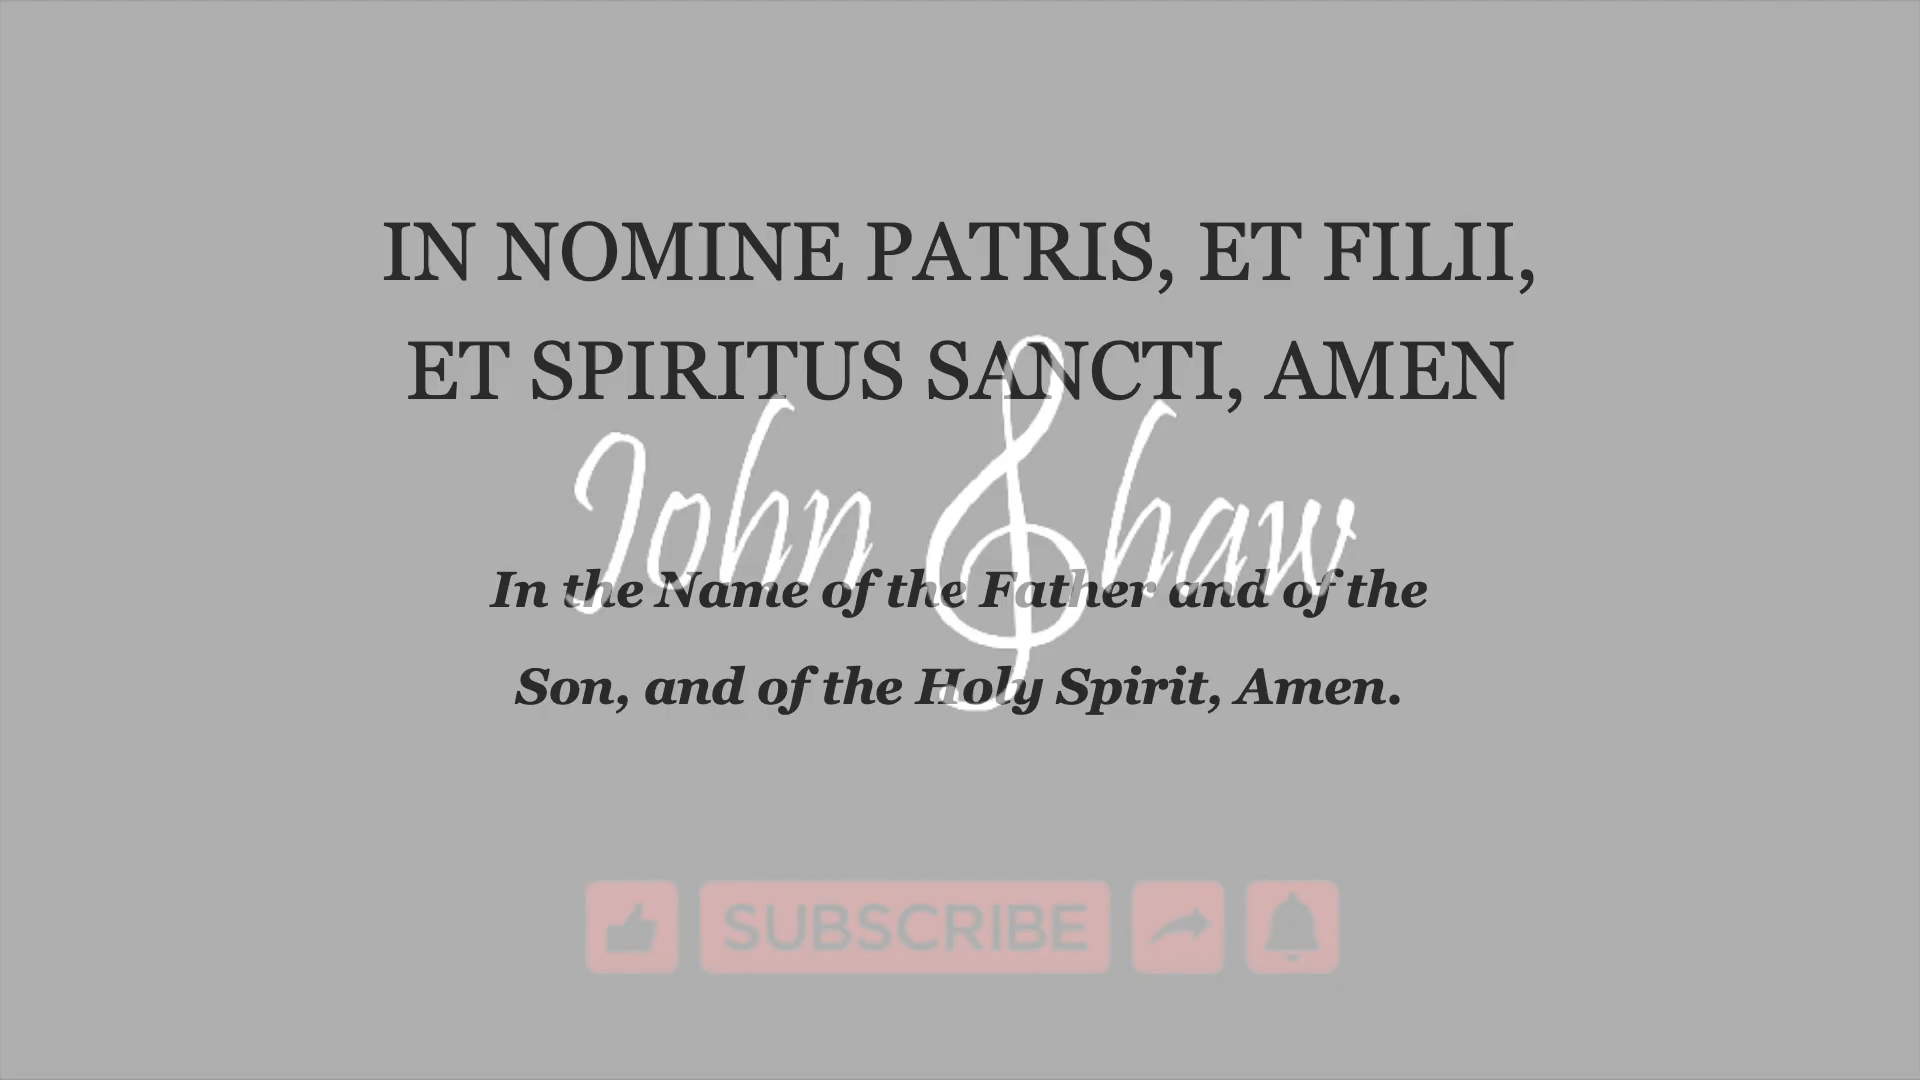 IN NOMINE PATRIS, ET FILII,
ET SPIRITUS SANCTI, AMEN
John Shaw
In the Name of the Father and of the
Son, and of the Holy Spirit, Amen.
SUBSCRIBE